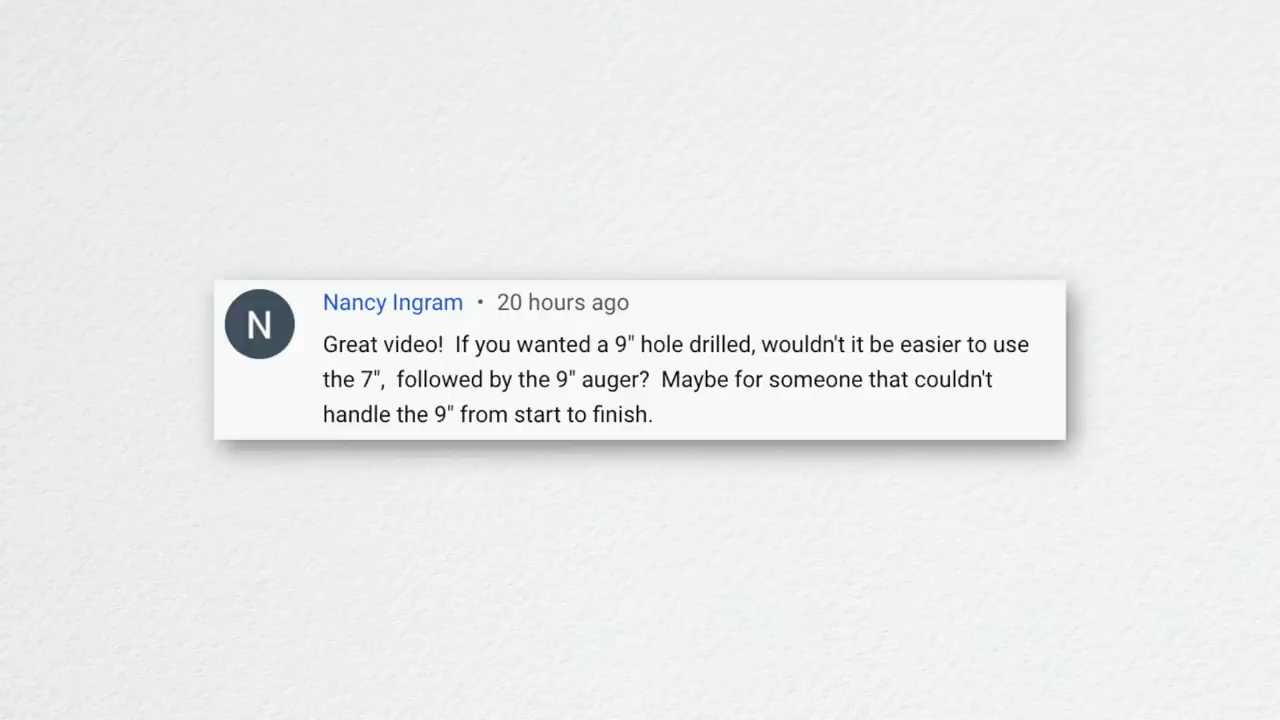 N
Nancy Ingram • 20 hours ago
Great video!  If you wanted a 9" hole drilled, wouldn't it be easier to use
the 7",  followed by the 9" auger?  Maybe for someone that couldn't
handle the 9" from start to finish.